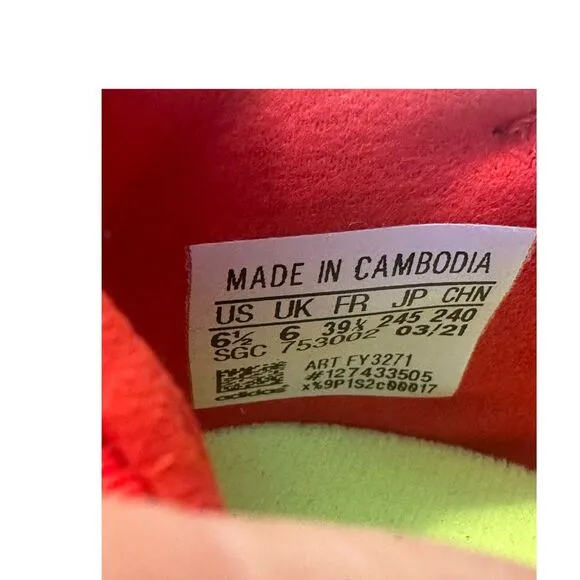 MADE IN CAMBODIA
US UK FR JP CHN
6½ 6 39⅓ 245 240
SGC 753002 03/21
ART FY3271
#127433505
adidas x%9P1S2c00017